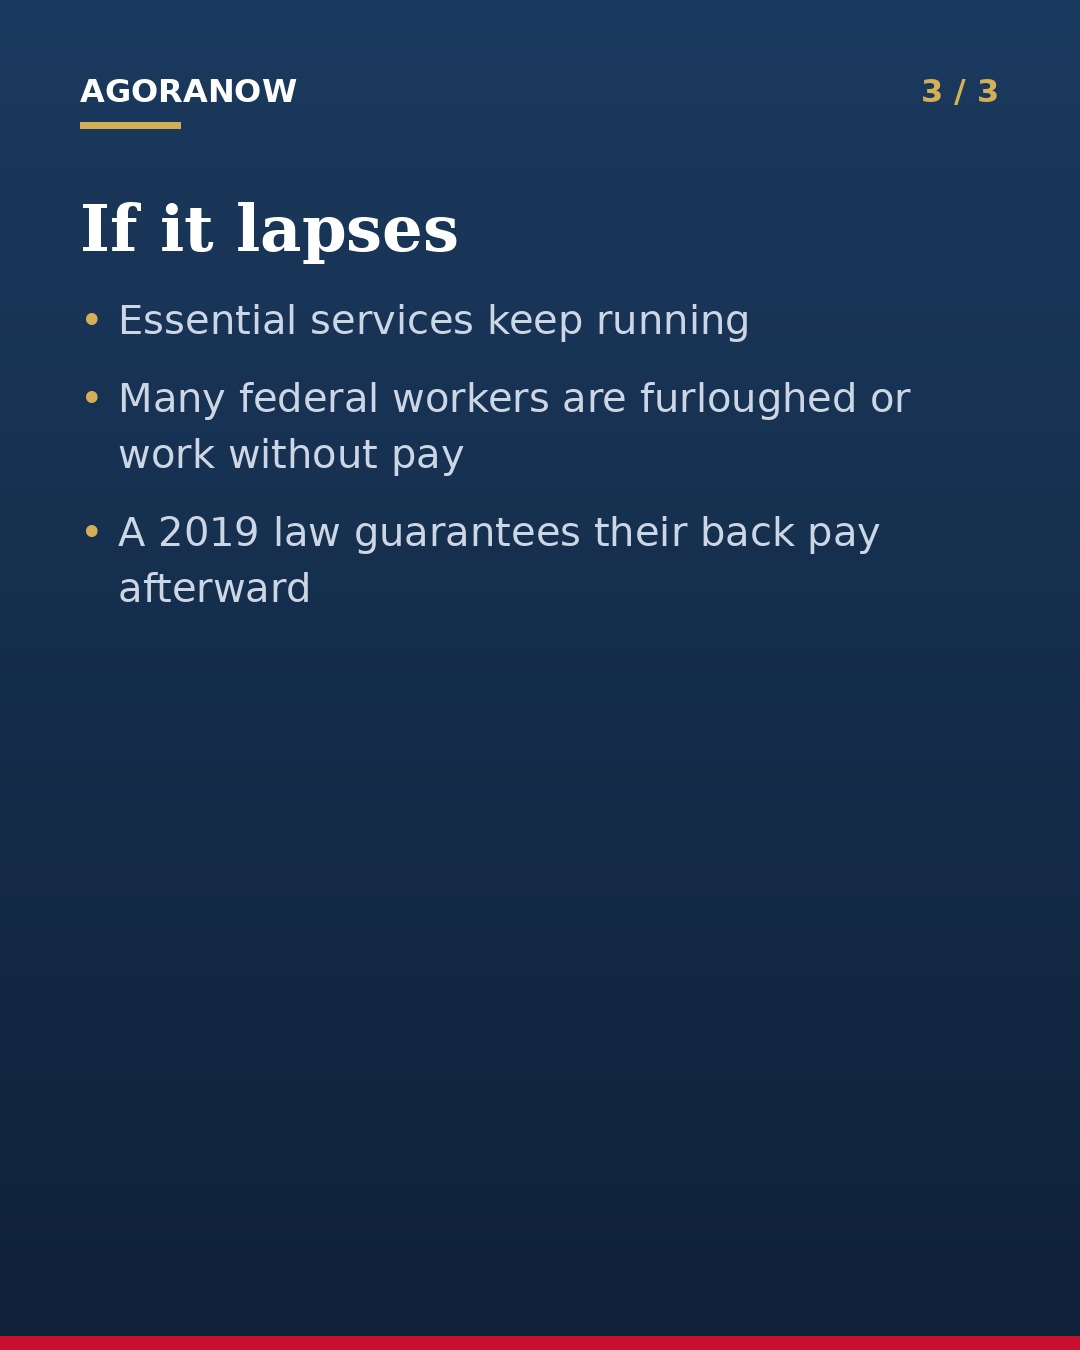 AGORANOW
3 / 3
If it lapses
• Essential services keep running
• Many federal workers are furloughed or
work without pay
• A 2019 law guarantees their back pay
afterward